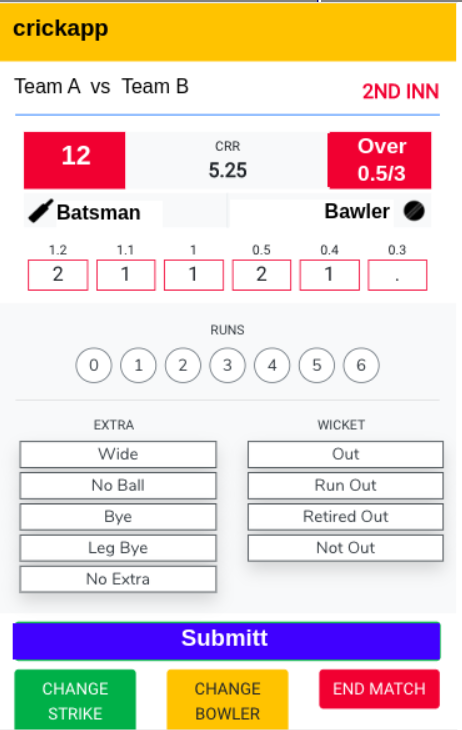 crickapp
Team A vs Team B
2ND INN
12
CRR
5.25
Over
0.5/3
Batsman
Bawler
1.2 1.1 1 0.5 0.4 0.3
2 1 1 2 1 .
RUNS
0 1 2 3 4 5 6
EXTRA
WICKET
Wide
Out
No Ball
Run Out
Bye
Retired Out
Leg Bye
Not Out
No Extra
Submitt
CHANGE
STRIKE
CHANGE
BOWLER
END MATCH